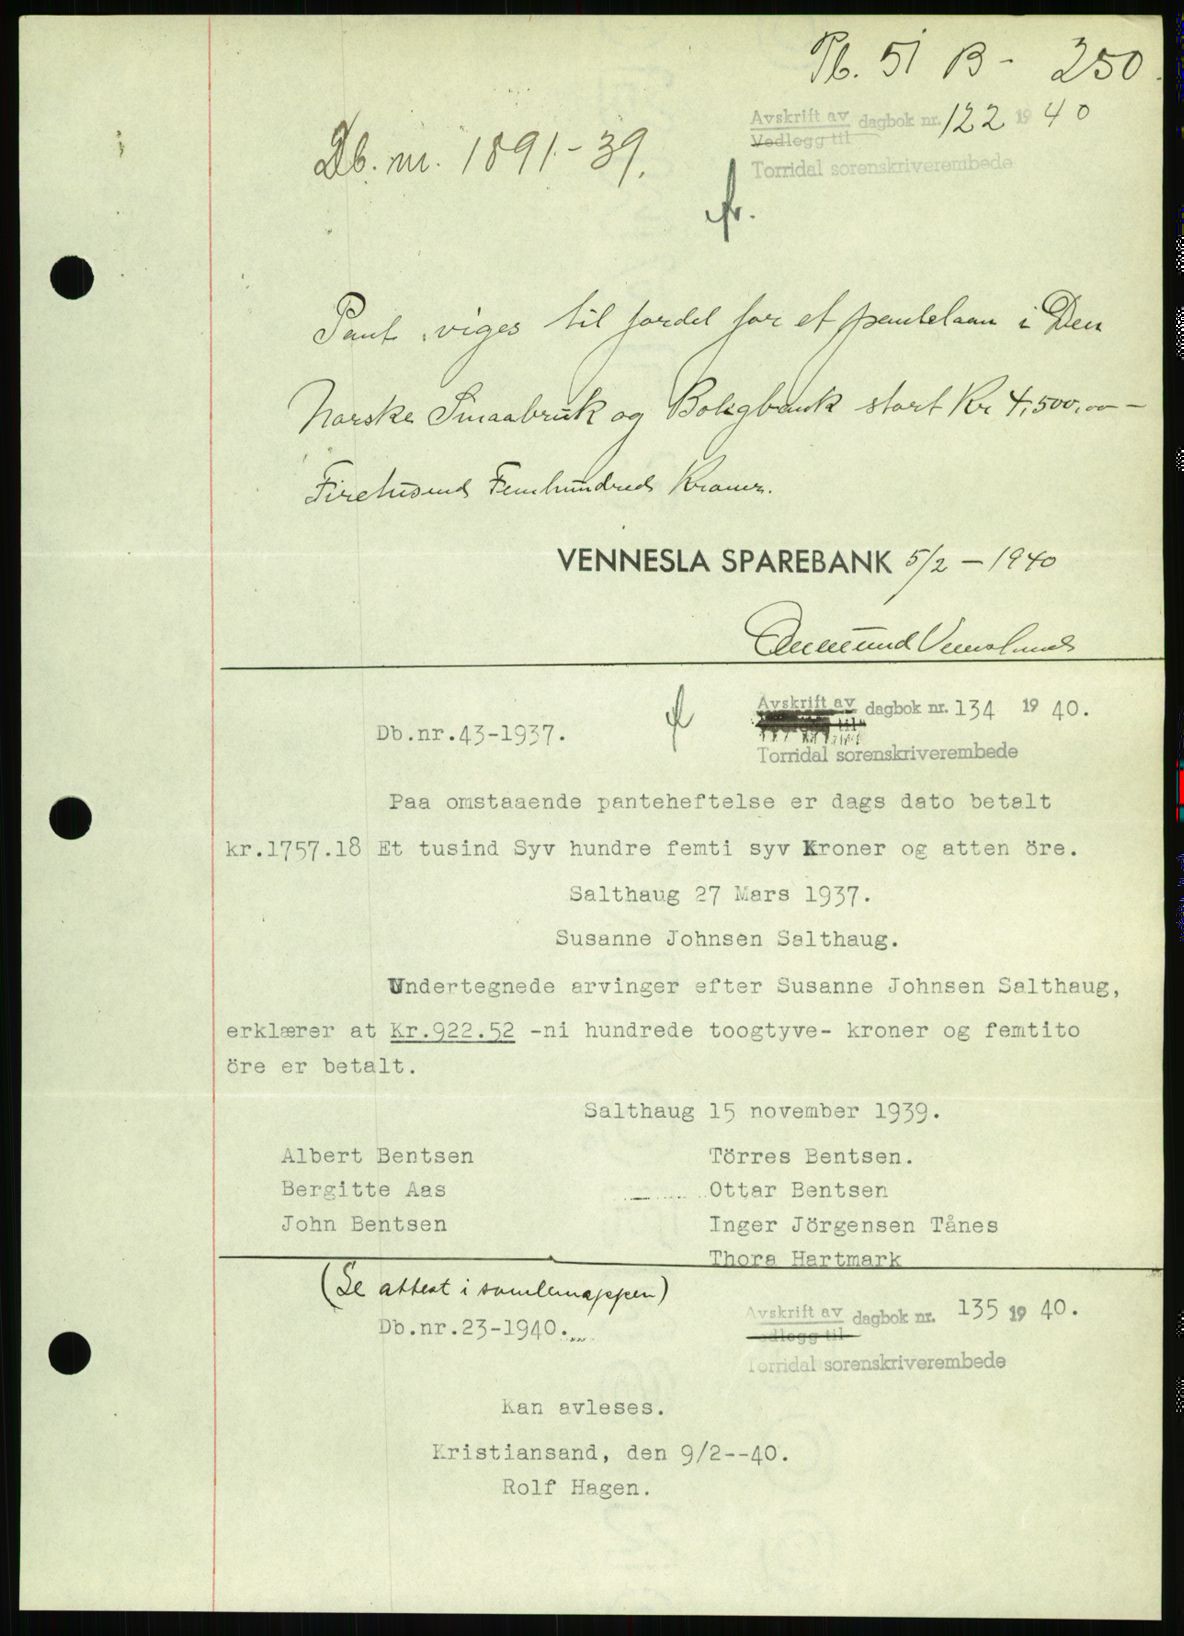 Pb. 51 B - 250.
Avskrift av dagbok nr. 122 1940
Vedlegg til
Torridal sorenskriverembede
Db. nr. 1891-39.
Pant viges til fordel for et pantelaan i Den
Norske Smaabruk og Boligbank stort Kr 4,500,00 -
Firetusend Femhundred Kroner.
VENNESLA SPAREBANK 5/2 - 1940
Avskrift av dagbok nr. 134 1940.
Torridal sorenskriverembede
Db.nr.43-1937.
Paa omstaaende panteheftelse er dags dato betalt
kr.1757.18 Et tusind Syv hundre femti syv Kroner og atten öre.
Salthaug 27 Mars 1937.
Susanne Johnsen Salthaug.
Undertegnede arvinger efter Susanne Johnsen Salthaug,
erklærer at Kr.922.52 -ni hundrede toogtyve- kroner og femtito
öre er betalt.
Salthaug 15 november 1939.
Albert Bentsen Törres Bentsen.
Bergitte Aas Ottar Bentsen
John Bentsen Inger Jörgensen Tånes
Thora Hartmark
(Se attest i samlemappen)
Db.nr.23-1940.
Avskrift av dagbok nr. 135 1940.
Vedlegg til
Torridal sorenskriverembede
Kan avleses.
Kristiansand, den 9/2--40.
Rolf Hagen.